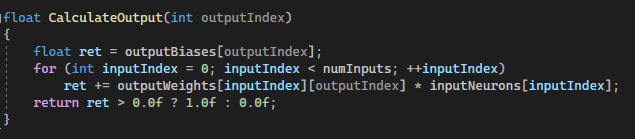 float CalculateOutput(int outputIndex)
{
    float ret = outputBiases[outputIndex];
    for (int inputIndex = 0; inputIndex < numInputs; ++inputIndex)
        ret += outputWeights[inputIndex][outputIndex] * inputNeurons[inputIndex];
    return ret > 0.0f ? 1.0f : 0.0f;
}